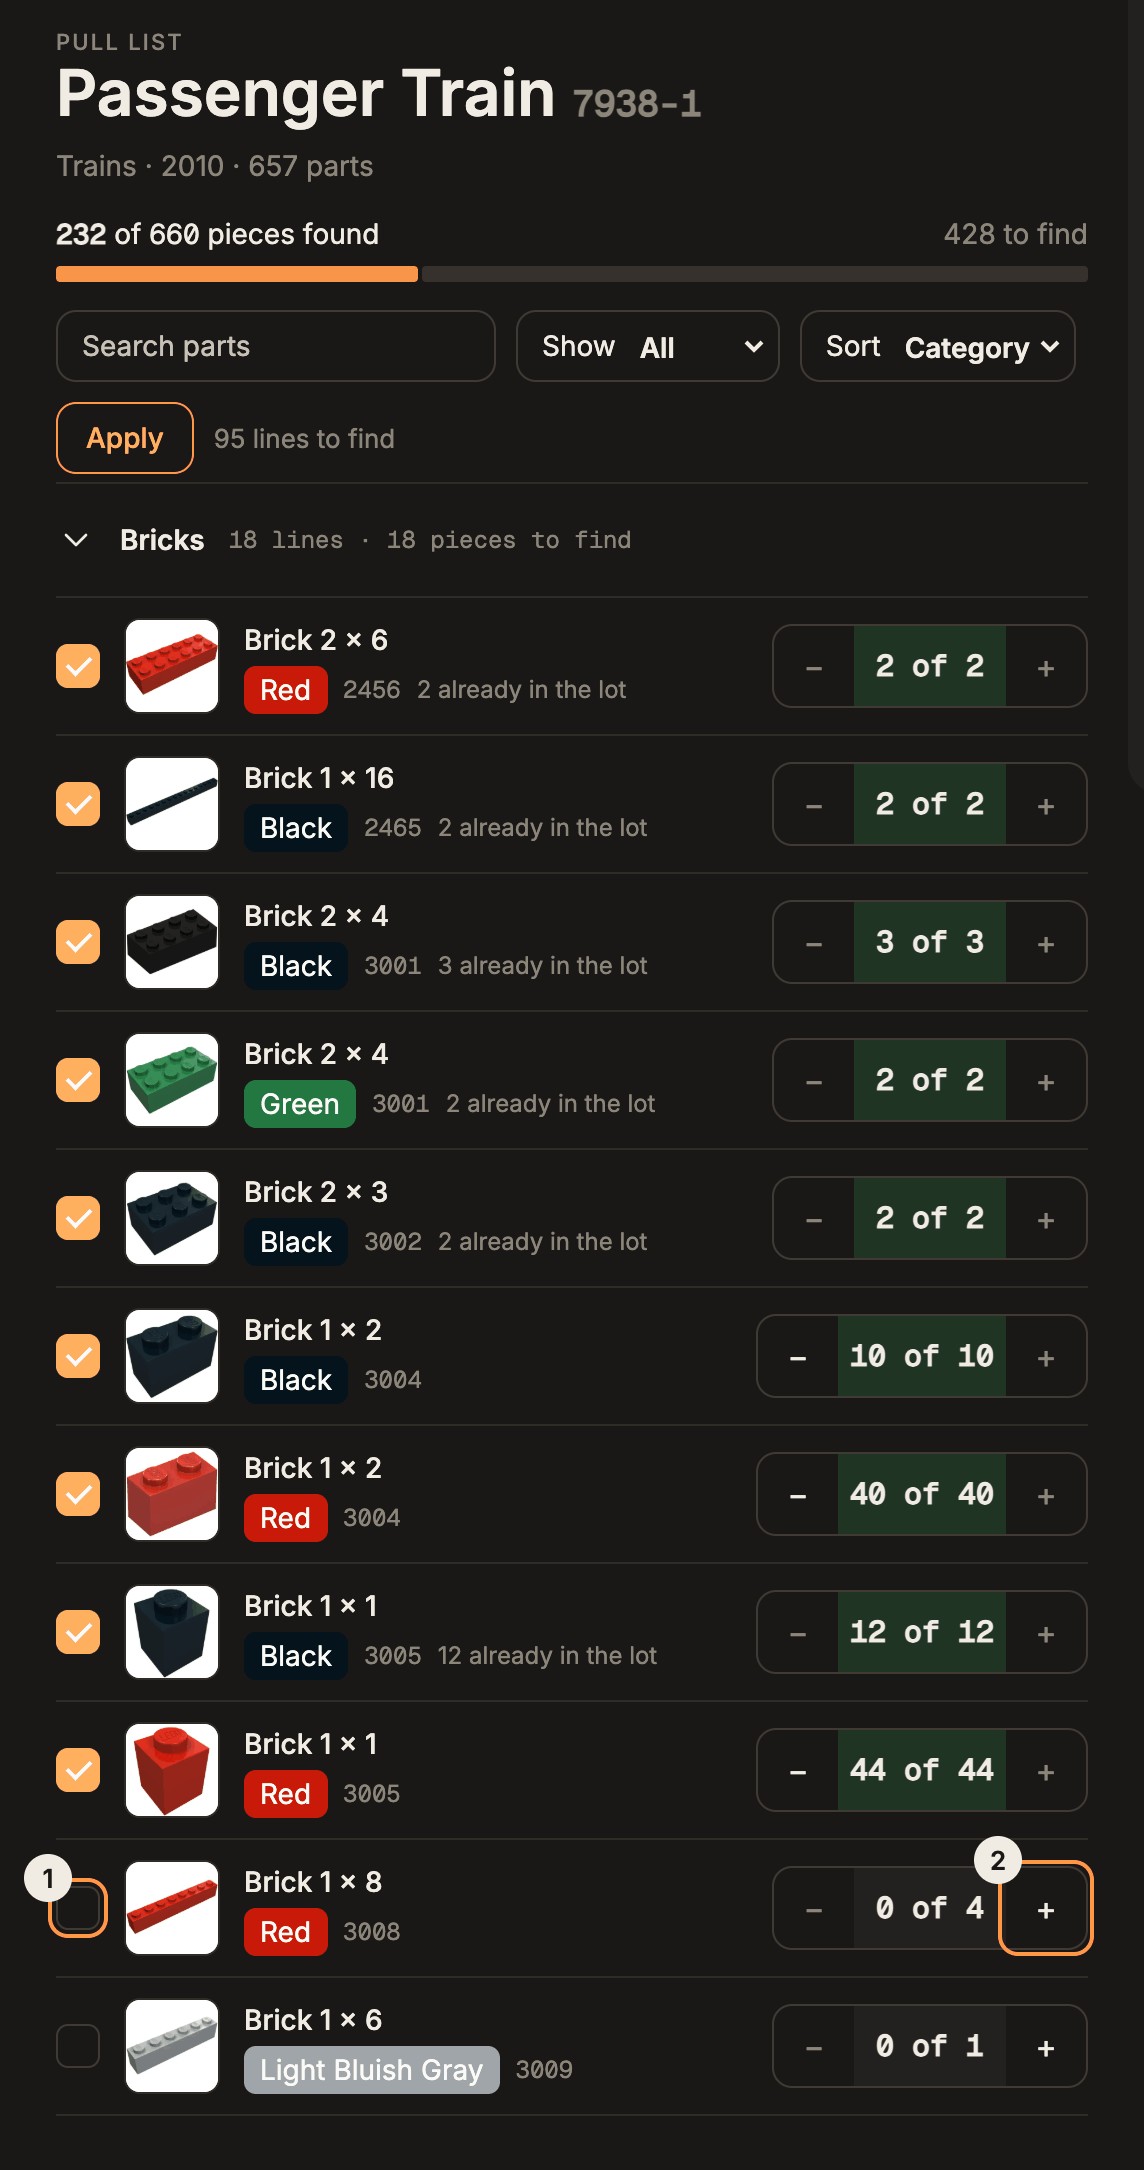 PULL LIST
Passenger Train 7938-1
Trains · 2010 · 657 parts
232 of 660 pieces found 428 to find
Search parts Show All Sort Category
Apply 95 lines to find
Bricks 18 lines · 18 pieces to find
Brick 2 × 6
Red 2456 2 already in the lot
− 2 of 2 +
Brick 1 × 16
Black 2465 2 already in the lot
− 2 of 2 +
Brick 2 × 4
Black 3001 3 already in the lot
− 3 of 3 +
Brick 2 × 4
Green 3001 2 already in the lot
− 2 of 2 +
Brick 2 × 3
Black 3002 2 already in the lot
− 2 of 2 +
Brick 1 × 2
Black 3004
− 10 of 10 +
Brick 1 × 2
Red 3004
− 40 of 40 +
Brick 1 × 1
Black 3005 12 already in the lot
− 12 of 12 +
Brick 1 × 1
Red 3005
− 44 of 44 +
1
Brick 1 × 8
Red 3008
2
− 0 of 4 +
Brick 1 × 6
Light Bluish Gray 3009
− 0 of 1 +